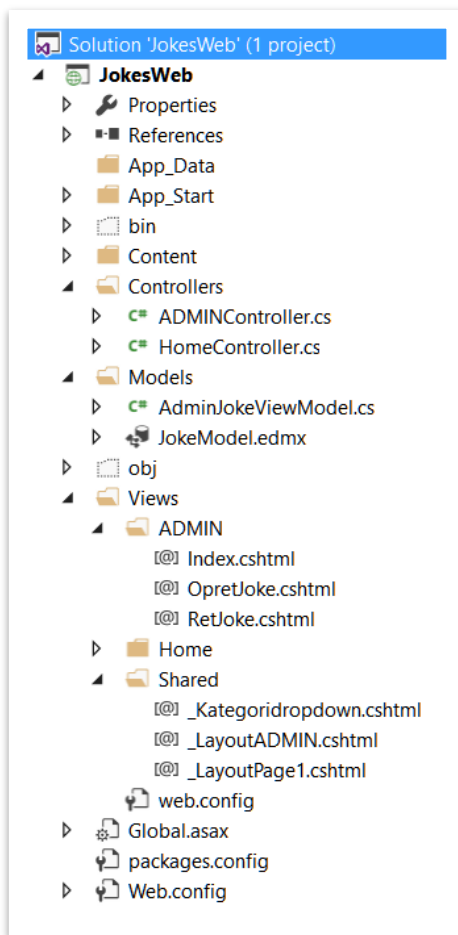 Solution 'JokesWeb' (1 project)
JokesWeb
Properties
References
App_Data
App_Start
bin
Content
Controllers
C# ADMINController.cs
C# HomeController.cs
Models
C# AdminJokeViewModel.cs
JokeModel.edmx
obj
Views
ADMIN
[@] Index.cshtml
[@] OpretJoke.cshtml
[@] RetJoke.cshtml
Home
Shared
[@] _Kategoridropdown.cshtml
[@] _LayoutADMIN.cshtml
[@] _LayoutPage1.cshtml
web.config
Global.asax
packages.config
Web.config